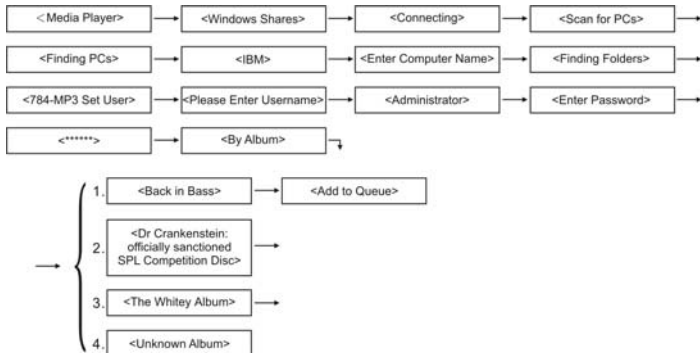 <Media Player> <Windows Shares> <Connecting> <Scan for PCs>
<Finding PCs> <IBM> <Enter Computer Name> <Finding Folders>
<784-MP3 Set User> <Please Enter Username> <Administrator> <Enter Password>
<******> <By Album>
1. <Back in Bass> <Add to Queue>
2. <Dr Crankenstein:
officially sanctioned
SPL Competition Disc>
3. <The Whitey Album>
4. <Unknown Album>